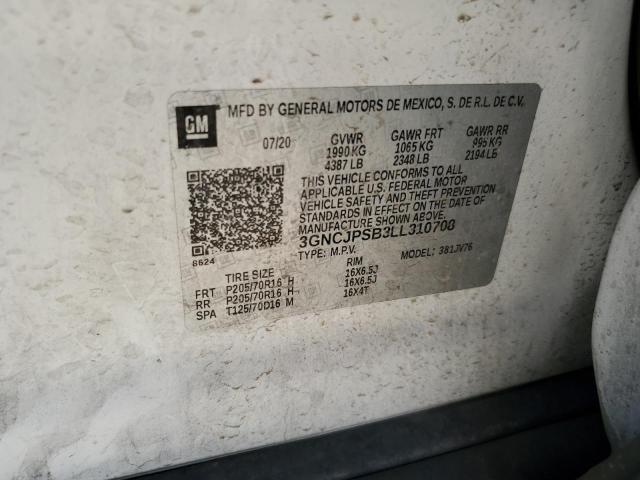 GM MFD BY GENERAL MOTORS DE MEXICO, S. DE R.L. DE C.V.
07/20 GVWR GAWR FRT GAWR RR
1990 KG 1065 KG 995 KG
4387 LB 2348 LB 2194 LB
THIS VEHICLE CONFORMS TO ALL
APPLICABLE U.S. FEDERAL MOTOR
VEHICLE SAFETY AND THEFT PREVENTION
STANDARDS IN EFFECT ON THE DATE OF
MANUFACTURE SHOWN ABOVE.
3GNCJPSB3LL310708
8624 TYPE: M.P.V. 381JV76
TIRE SIZE RIM
FRT P205/70R16 H 16X6.5J
RR P205/70R16 H 16X6.5J
SPA T125/70D16 M 16X4T